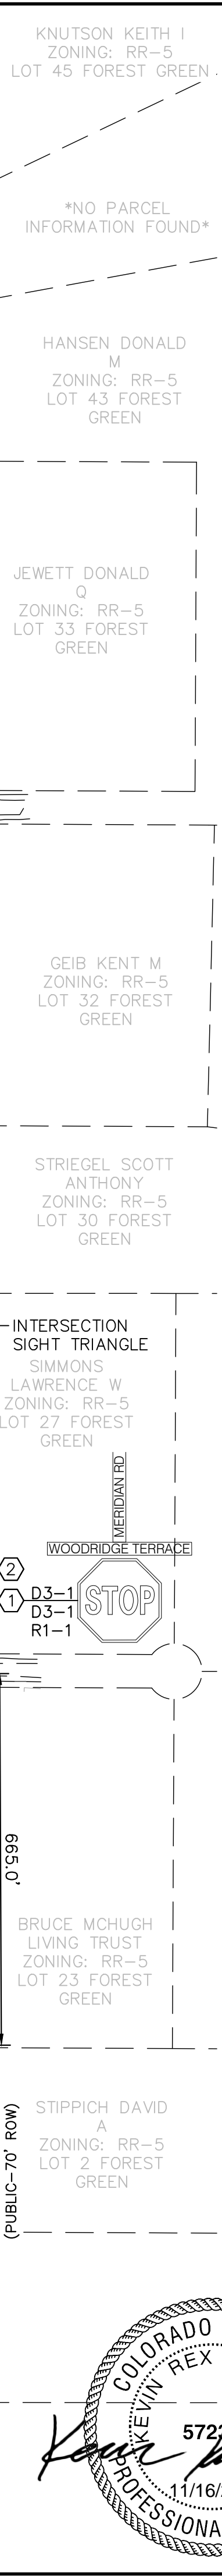 KNUTSON KEITH I
ZONING: RR-5
LOT 45 FOREST GREEN
*NO PARCEL
INFORMATION FOUND*
HANSEN DONALD
M
ZONING: RR-5
LOT 43 FOREST
GREEN
JEWETT DONALD
Q
ZONING: RR-5
LOT 33 FOREST
GREEN
GEIB KENT M
ZONING: RR-5
LOT 32 FOREST
GREEN
STRIEGEL SCOTT
ANTHONY
ZONING: RR-5
LOT 30 FOREST
GREEN
INTERSECTION
SIGHT TRIANGLE
SIMMONS
LAWRENCE W
ZONING: RR-5
LOT 27 FOREST
GREEN
MERIDIAN RD
WOODRIDGE TERRACE
2
1
D3-1
D3-1
R1-1
STOP
665.0'
BRUCE MCHUGH
LIVING TRUST
ZONING: RR-5
LOT 23 FOREST
GREEN
(PUBLIC-70' ROW)
STIPPICH DAVID
A
ZONING: RR-5
LOT 2 FOREST
GREEN
COLORADO
KEVIN REX
572
11/16/
PROFESSIONA